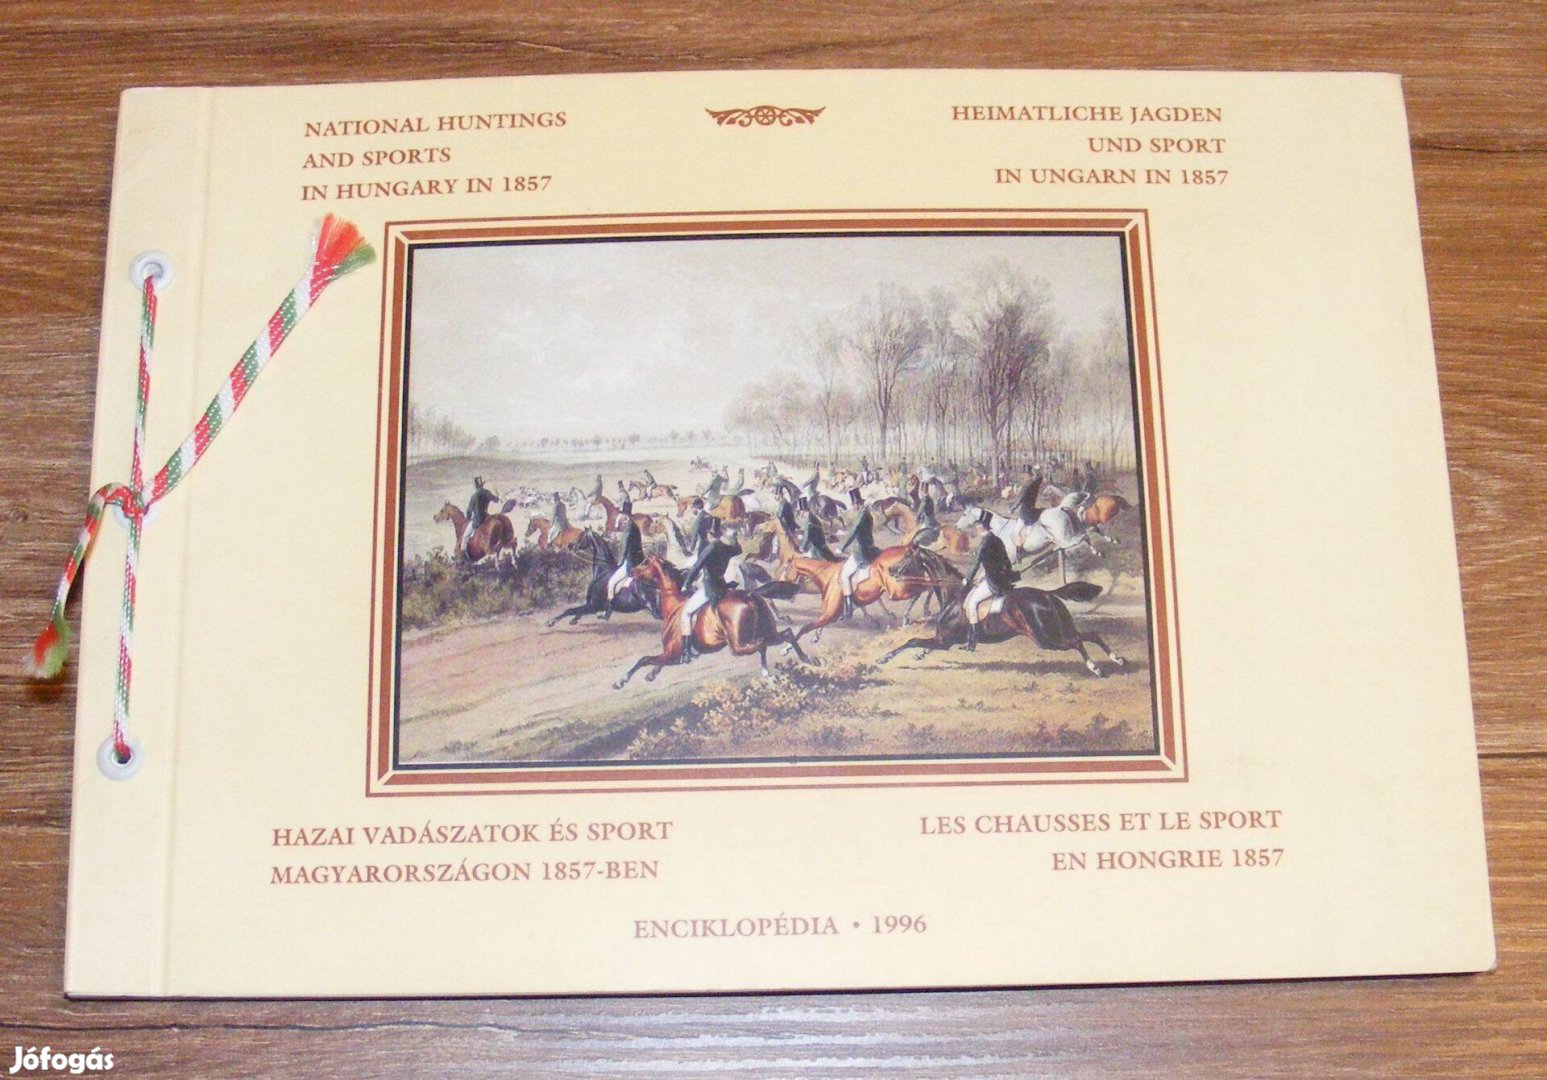 NATIONAL HUNTINGS
AND SPORTS
IN HUNGARY IN 1857
HEIMATLICHE JAGDEN
UND SPORT
IN UNGARN IN 1857
HAZAI VADÁSZATOK ÉS SPORT
MAGYARORSZÁGON 1857-BEN
LES CHAUSSES ET LE SPORT
EN HONGRIE 1857
ENCIKLOPÉDIA • 1996
Jófogás